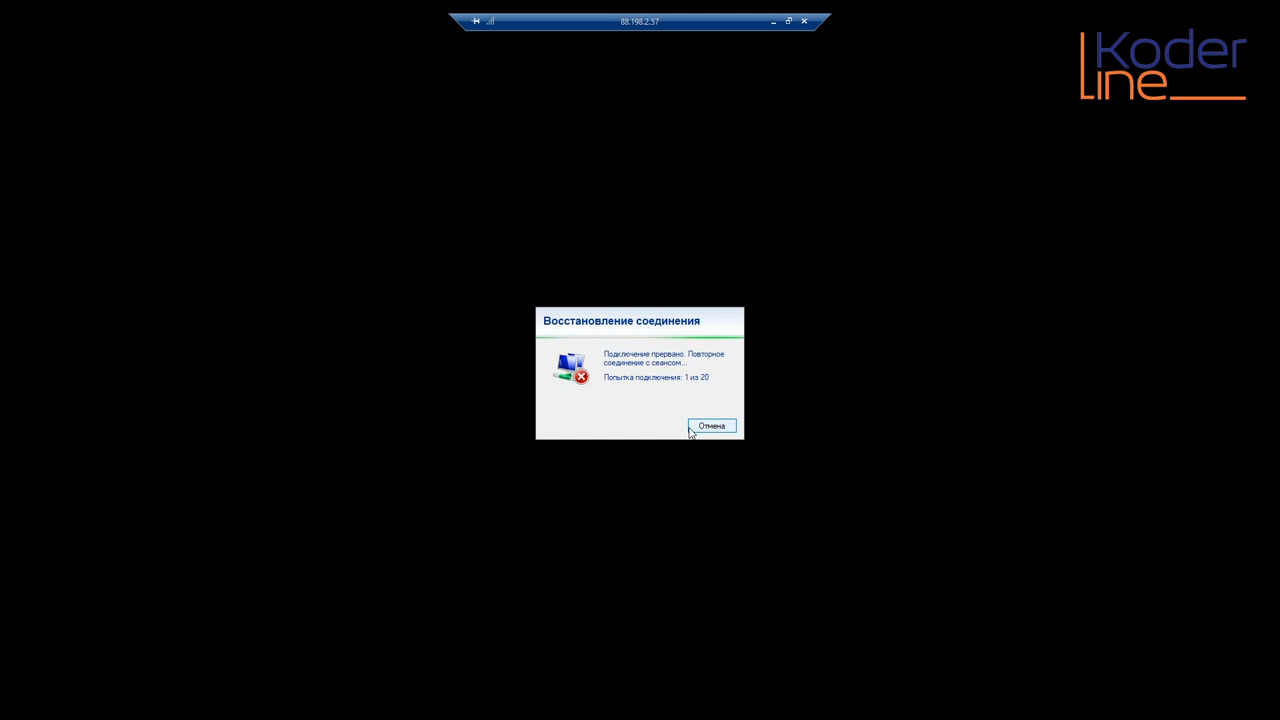 88.198.2.57
Koder
Line
Восстановление соединения
Подключение прервано. Повторное
соединение с сеансом...
Попытка подключения: 1 из 20
Отмена